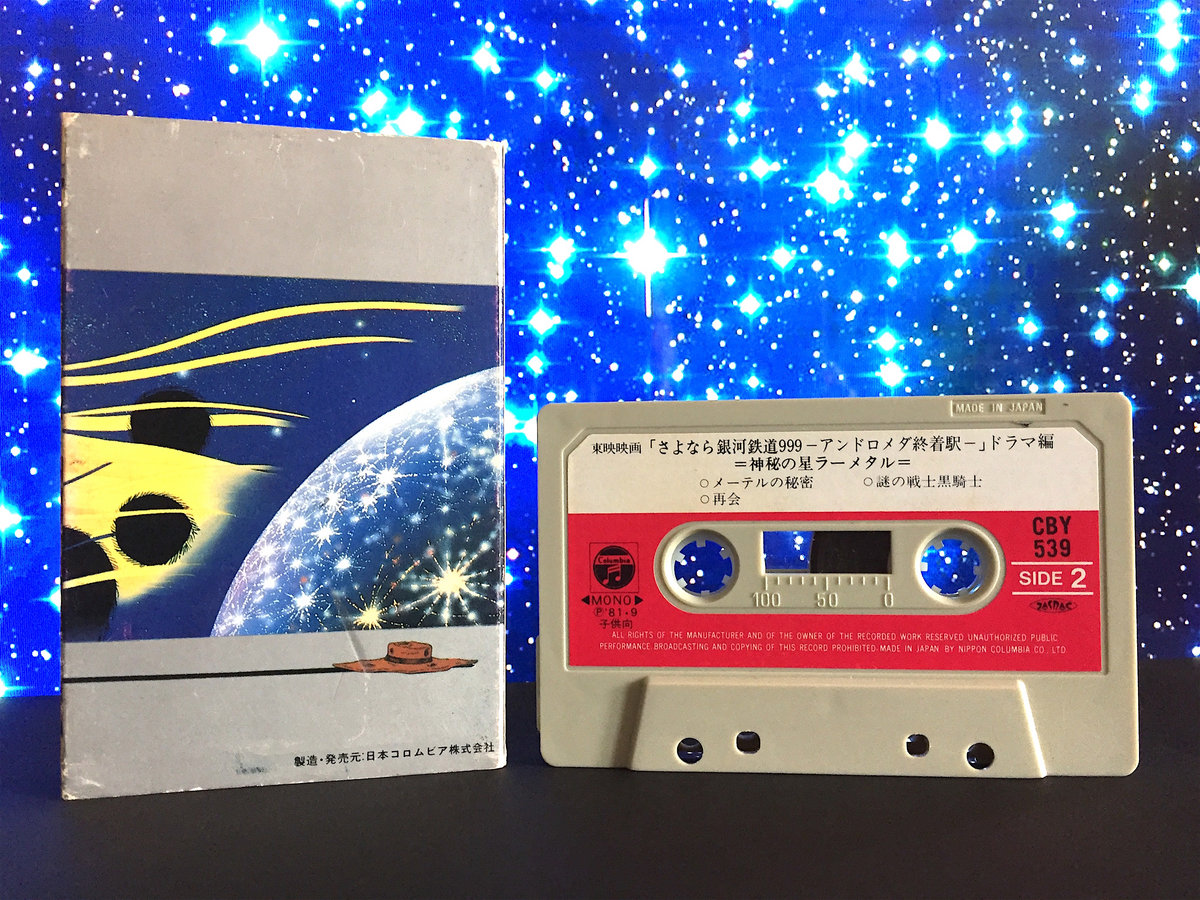 製造・発売元:日本コロムビア株式会社
MADE IN JAPAN
東映映画「さよなら銀河鉄道999－アンドロメダ終着駅－」ドラマ編
＝神秘の星ラーメタル＝
○メーテルの秘密 ○謎の戦士黒騎士
○再会
CBY
539
SIDE 2
Columbia
◀MONO▶
Ⓟ'81・9
子供向
100 50 0
ALL RIGHTS OF THE MANUFACTURER AND OF THE OWNER OF THE RECORDED WORK RESERVED UNAUTHORIZED PUBLIC
PERFORMANCE.BROADCASTING AND COPYING OF THIS RECORD PROHIBITED・MADE IN JAPAN BY NIPPON COLUMBIA CO., LTD.